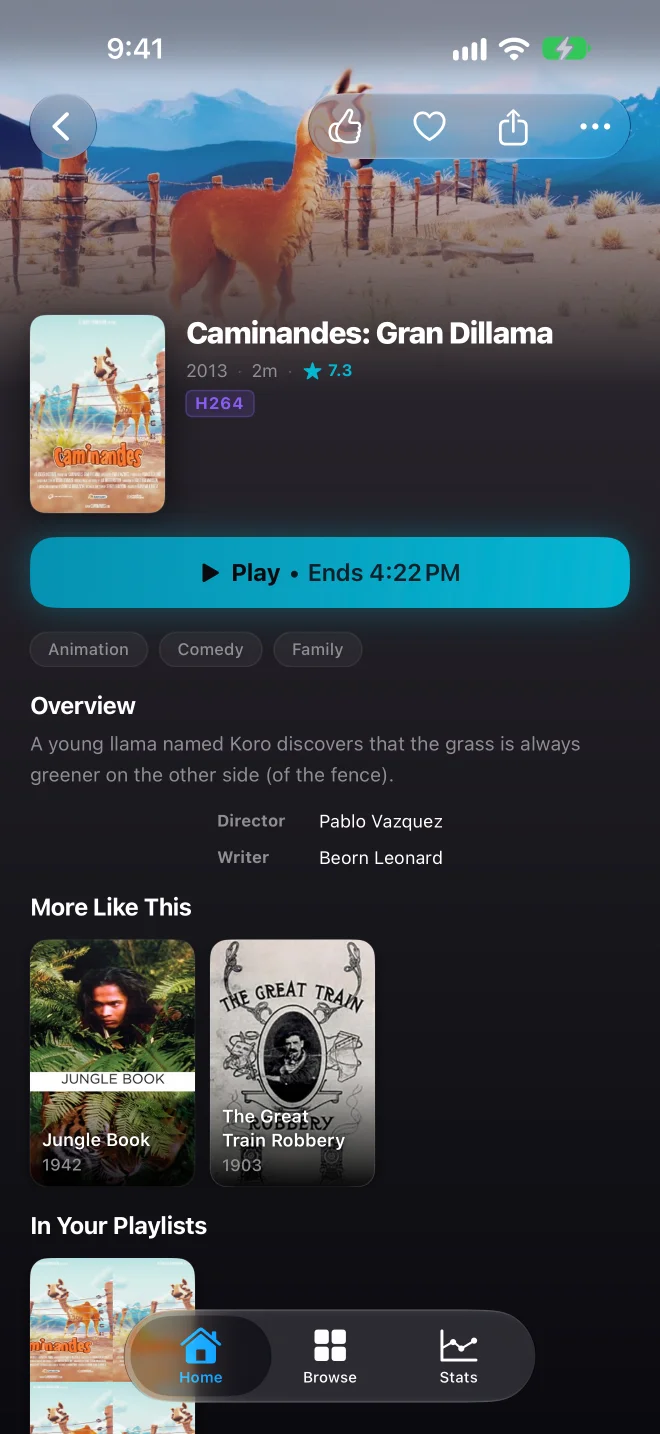 9:41
Caminandes: Gran Dillama
2013 · 2m · ★ 7.3
H264
Caminandes
Play • Ends 4:22 PM
Animation
Comedy
Family
Overview
A young llama named Koro discovers that the grass is always
greener on the other side (of the fence).
Director Pablo Vazquez
Writer Beorn Leonard
More Like This
JUNGLE BOOK
Jungle Book
1942
THE GREAT TRAIN
ROBBERY
The Great
Train Robbery
1903
In Your Playlists
minandes
Home
Browse
Stats